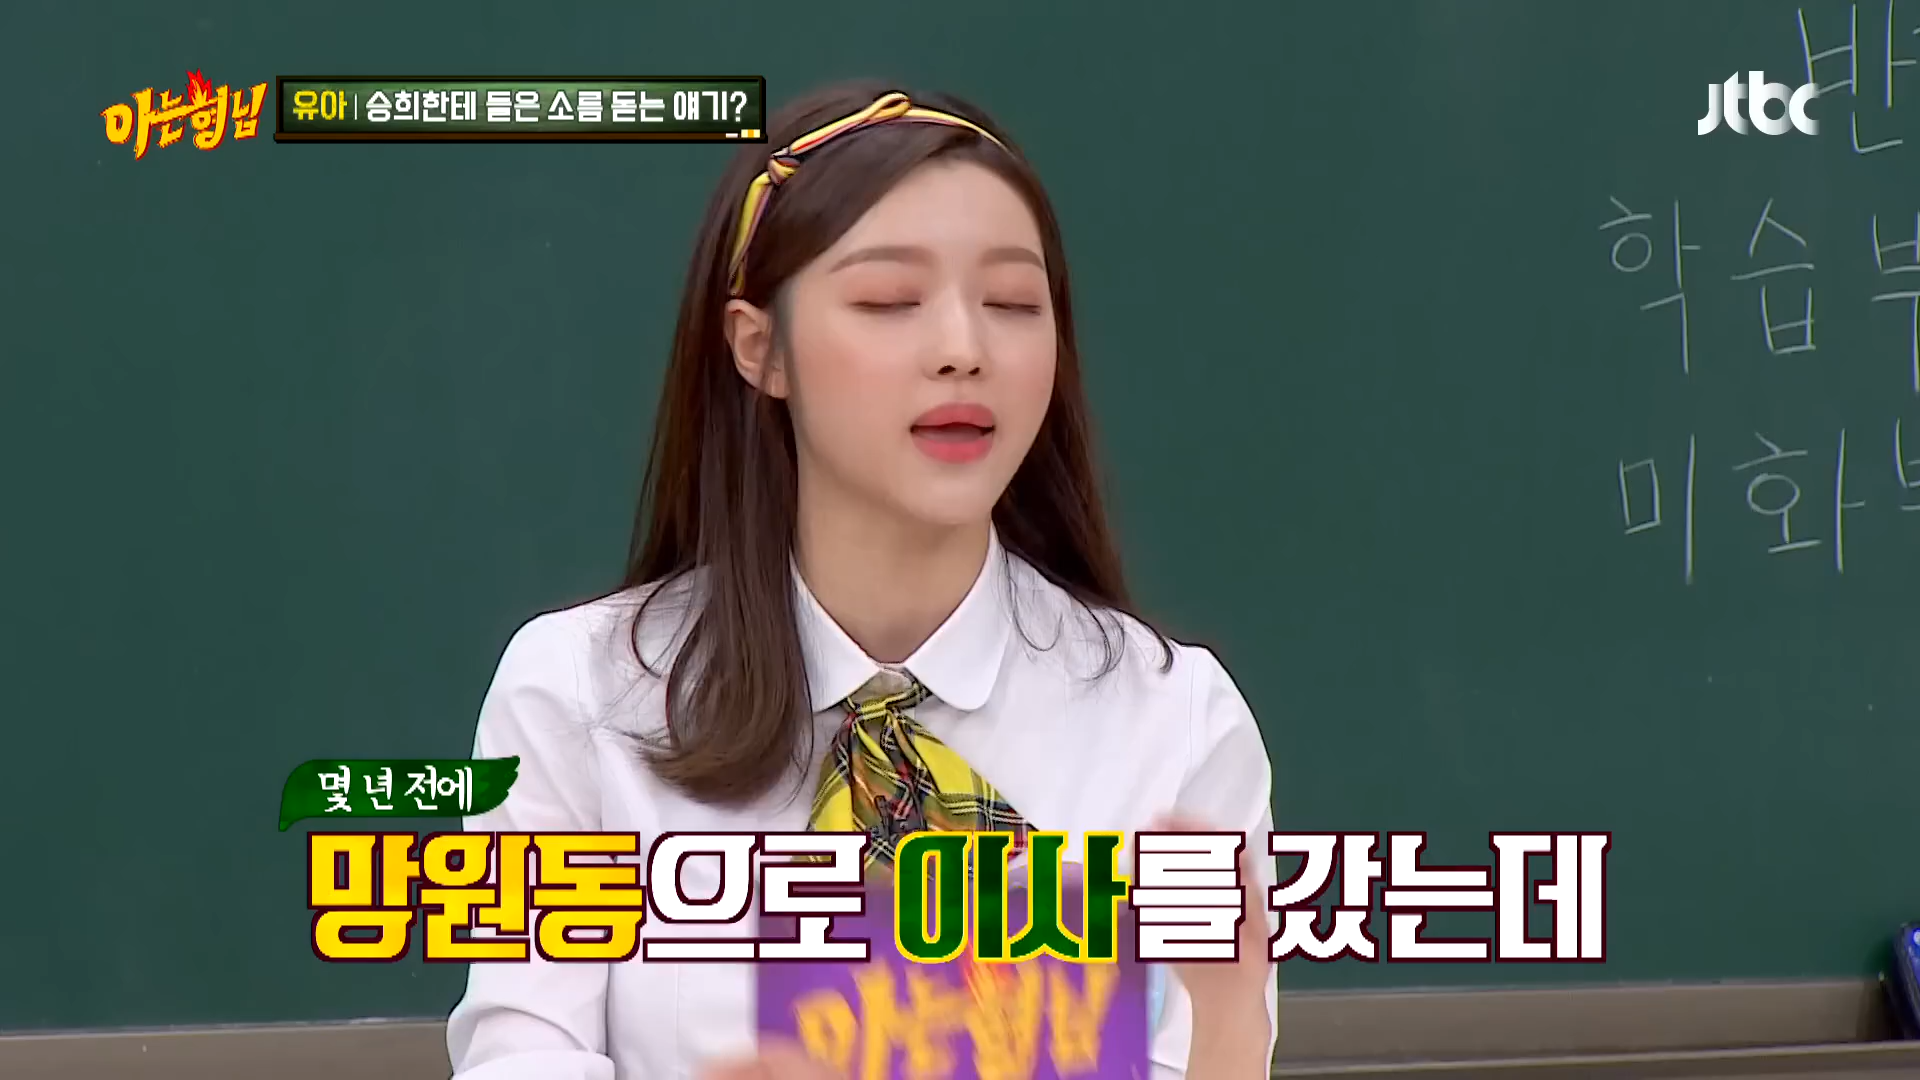 아는형님
유아 | 승희한테 들은 소름 돋는 얘기?
jtbc
반
학습부
미화부
몇 년 전에
망원동으로 이사를 갔는데
아는형님